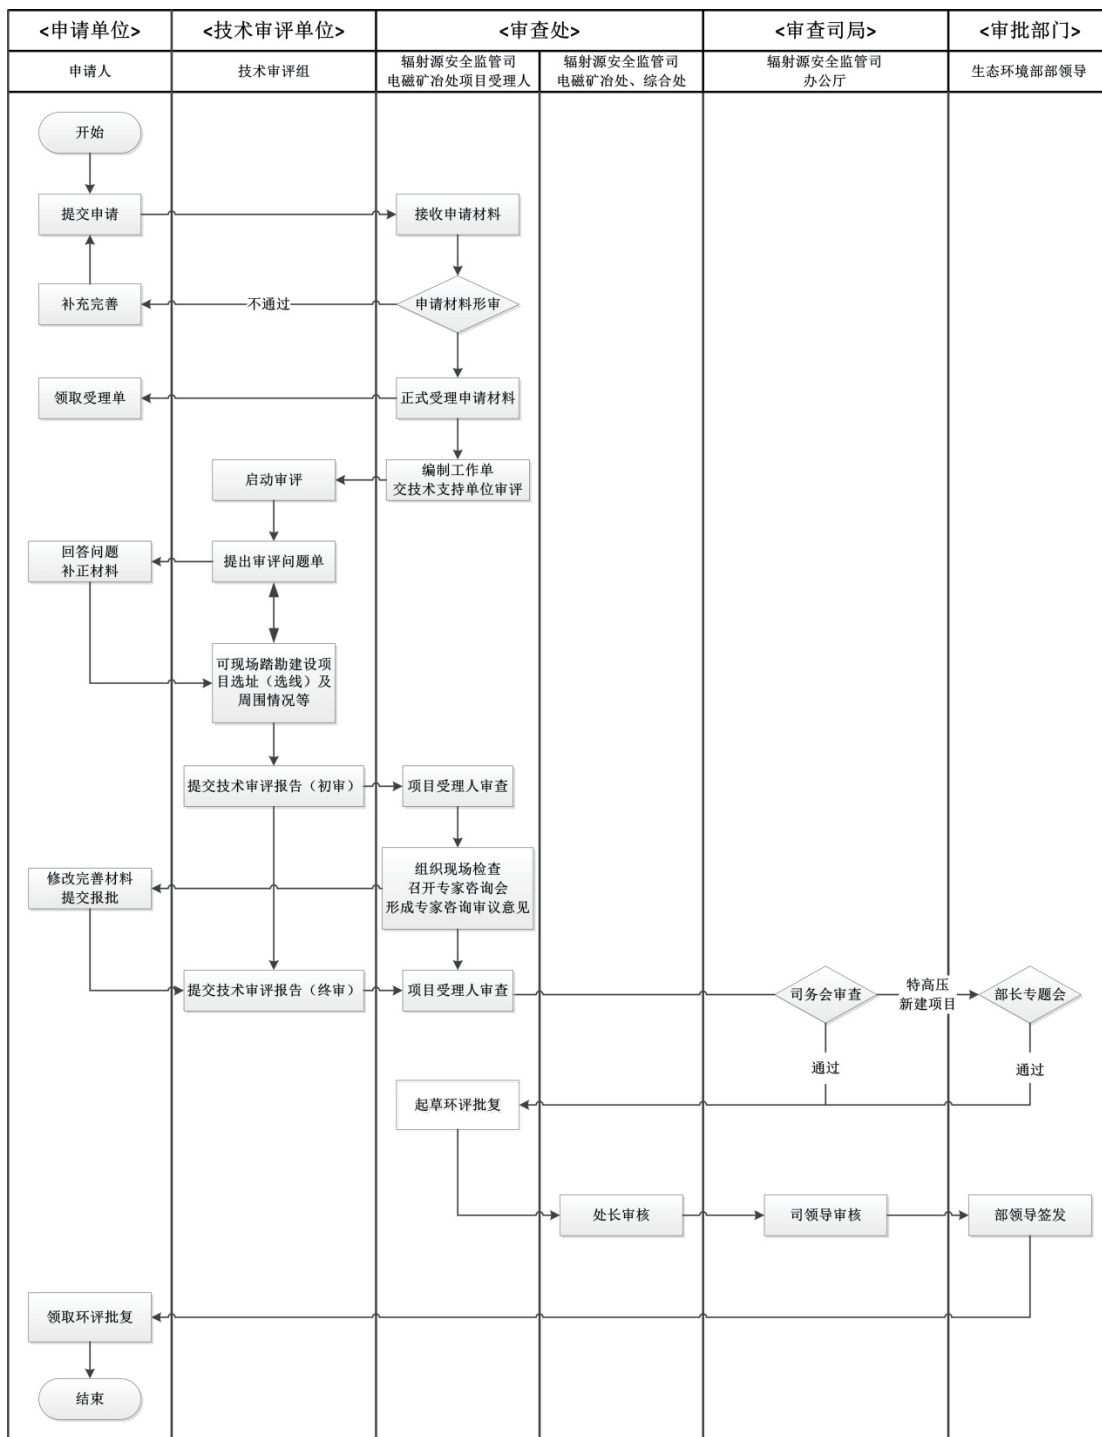 <申请单位>
<技术审评单位>
<审查处>
<审查司局>
<审批部门>
申请人
技术审评组
辐射源安全监管司
电磁矿冶处项目受理人
辐射源安全监管司
电磁矿冶处、综合处
辐射源安全监管司
办公厅
生态环境部部领导
开始
提交申请
接收申请材料
补充完善
不通过
申请材料形审
领取受理单
正式受理申请材料
启动审评
编制工作单
交技术支持单位审评
回答问题
补正材料
提出审评问题单
可现场踏勘建设项
目选址（选线）及
周围情况等
提交技术审评报告（初审）
项目受理人审查
修改完善材料
提交报批
组织现场检查
召开专家咨询会
形成专家咨询审议意见
提交技术审评报告（终审）
项目受理人审查
司务会审查
特高压
新建项目
部长专题会
通过
通过
起草环评批复
处长审核
司领导审核
部领导签发
领取环评批复
结束